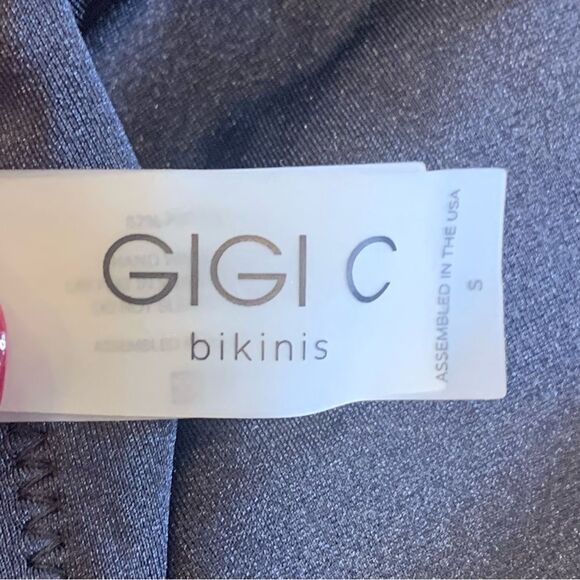 GIGI C
bikinis
ASSEMBLED IN THE USA
S